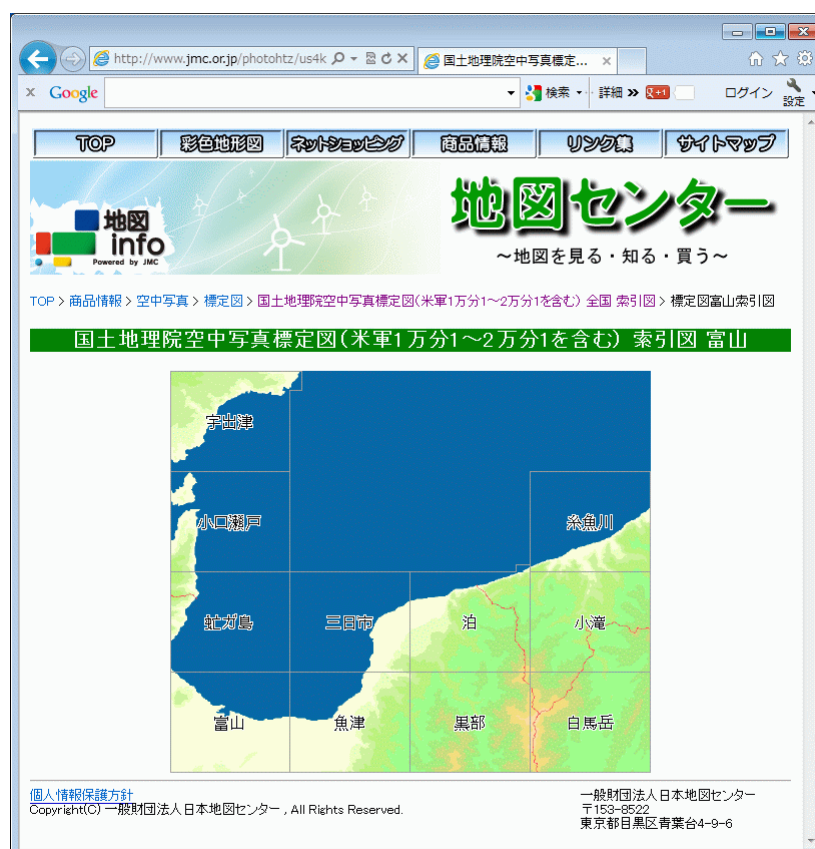 http://www.jmc.or.jp/photohtz/us4k
国土地理院空中写真標定...
×
x Google 検索 詳細 » +1 ログイン 設定
TOP 彩色地形図 ネットショッピング 商品情報 リンク集 サイトマップ
地図
info
Powered by JMC
地図センター
～地図を見る・知る・買う～
TOP > 商品情報 > 空中写真 > 標定図 > 国土地理院空中写真標定図(米軍1万分1～2万分1を含む) 全国 索引図 > 標定図富山索引図
国土地理院空中写真標定図(米軍1万分1～2万分1を含む) 索引図 富山
宇出津
小口瀬戸 糸魚川
虻ガ島 三日市 泊 小滝
富山 魚津 黒部 白馬岳
個人情報保護方針
Copyright(C) 一般財団法人日本地図センター , All Rights Reserved.
一般財団法人日本地図センター
〒153-8522
東京都目黒区青葉台4-9-6